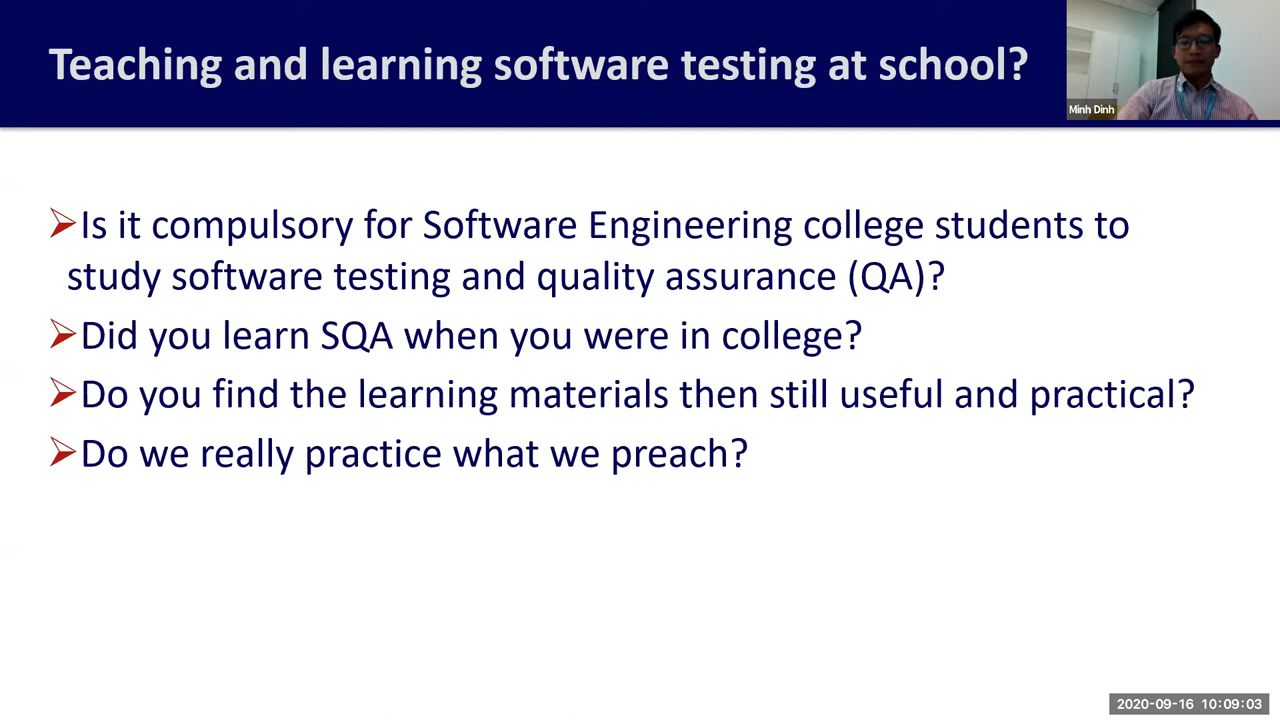 Teaching and learning software testing at school?
Minh Dinh
➢Is it compulsory for Software Engineering college students to
study software testing and quality assurance (QA)?
➢Did you learn SQA when you were in college?
➢Do you find the learning materials then still useful and practical?
➢Do we really practice what we preach?
2020-09-16 10:09:03